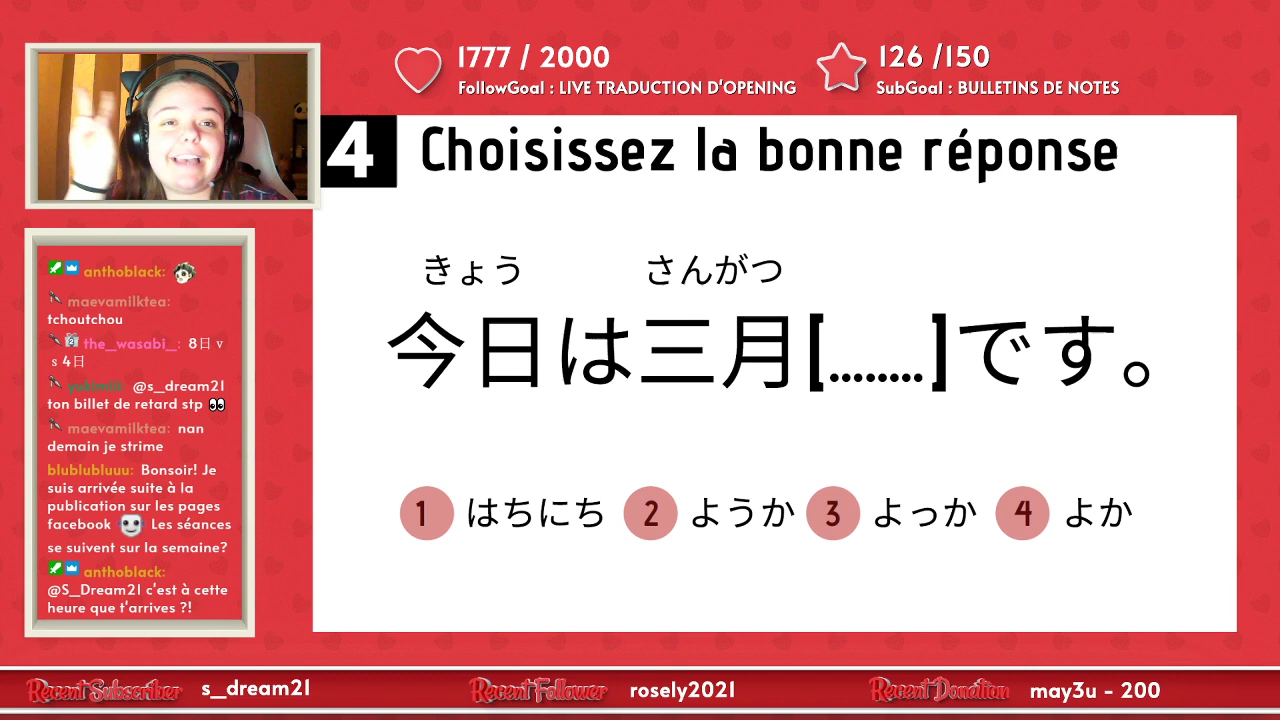 1777 / 2000
FollowGoal : LIVE TRADUCTION D'OPENING
126 /150
SubGoal : BULLETINS DE NOTES
4 Choisissez la bonne réponse
きょう さんがつ
今日は三月[........]です。
1 はちにち 2 ようか 3 よっか 4 よか
anthoblack:
maevamilktea:
tchoutchou
the_wasabi_: 8日 v
s 4日
yukimiii: @s_dream21
ton billet de retard stp
maevamilktea: nan
demain je strime
blublubluuu: Bonsoir! Je
suis arrivée suite à la
publication sur les pages
facebook Les séances
se suivent sur la semaine?
anthoblack:
@S_Dream21 c'est à cette
heure que t'arrives ?!
Recent Subscriber s_dream21
Recent Follower rosely2021
Recent Donation may3u - 200